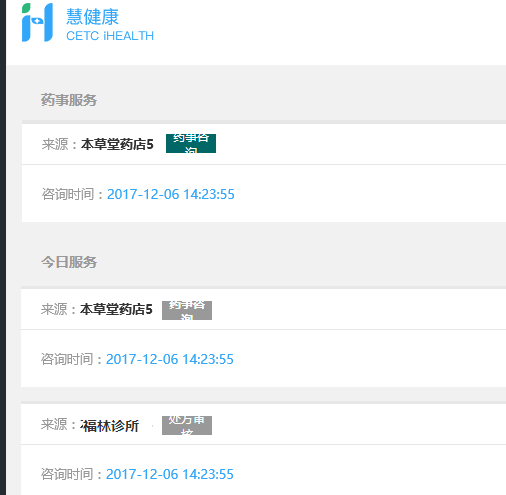 慧健康
CETC iHEALTH
药事服务
来源：本草堂药店5 药事咨
询
咨询时间：2017-12-06 14:23:55
今日服务
来源：本草堂药店5 药事咨
询
咨询时间：2017-12-06 14:23:55
来源：福林诊所 处方审
核
咨询时间：2017-12-06 14:23:55